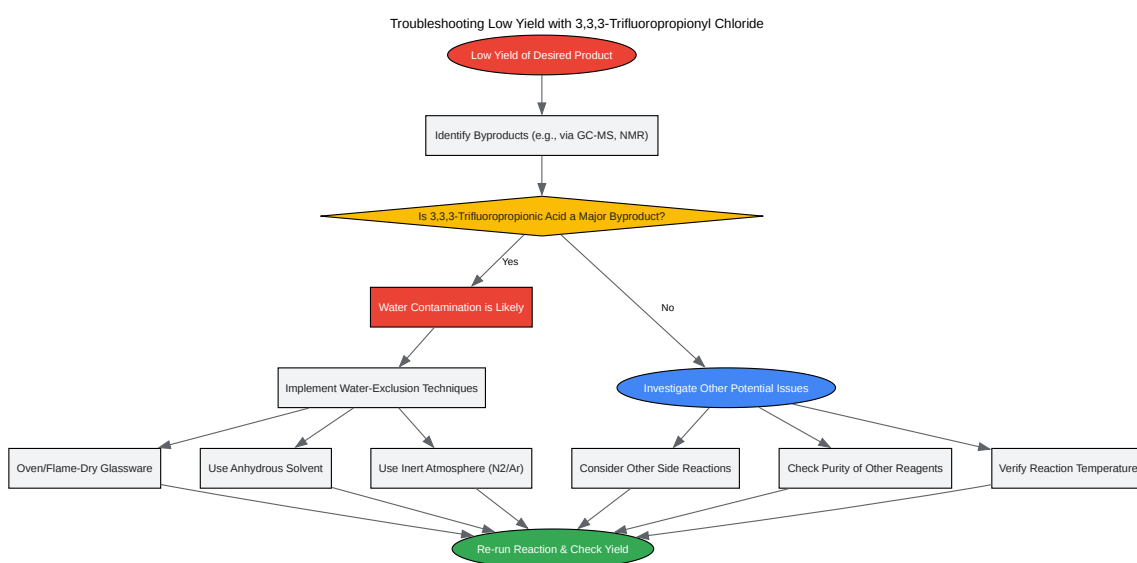 Troubleshooting Low Yield with 3,3,3-Trifluoropropionyl Chloride
Low Yield of Desired Product
Identify Byproducts (e.g., via GC-MS, NMR)
Is 3,3,3-Trifluoropropionic Acid a Major Byproduct?
Yes
No
Water Contamination is Likely
Implement Water-Exclusion Techniques
Investigate Other Potential Issues
Oven/Flame-Dry Glassware
Use Anhydrous Solvent
Use Inert Atmosphere (N2/Ar)
Consider Other Side Reactions
Check Purity of Other Reagents
Verify Reaction Temperature
Re-run Reaction & Check Yield